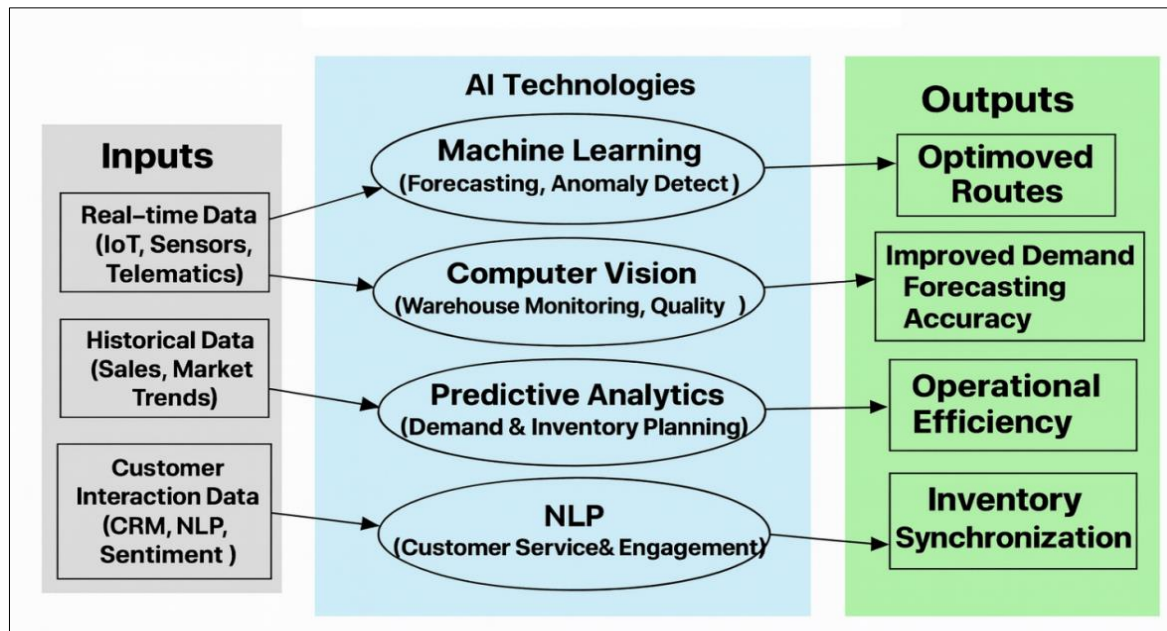 Inputs
Real-time Data
(IoT, Sensors,
Telematics)
Historical Data
(Sales, Market
Trends)
Customer
Interaction Data
(CRM, NLP,
Sentiment )
AI Technologies
Machine Learning
(Forecasting, Anomaly Detect)
Computer Vision
(Warehouse Monitoring, Quality )
Predictive Analytics
(Demand & Inventory Planning)
NLP
(Customer Service& Engagement)
Outputs
Optimoved
Routes
Improved Demand
Forecasting
Accuracy
Operational
Efficiency
Inventory
Synchronization